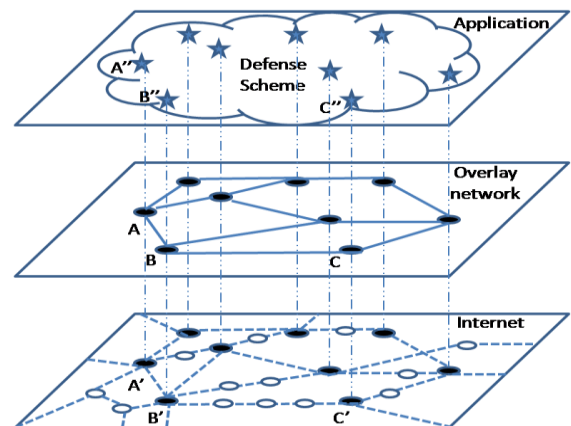 Application
A′′
Defense
Scheme
B′′
C′′
Overlay
network
A
B
C
Internet
A′
B′
C′